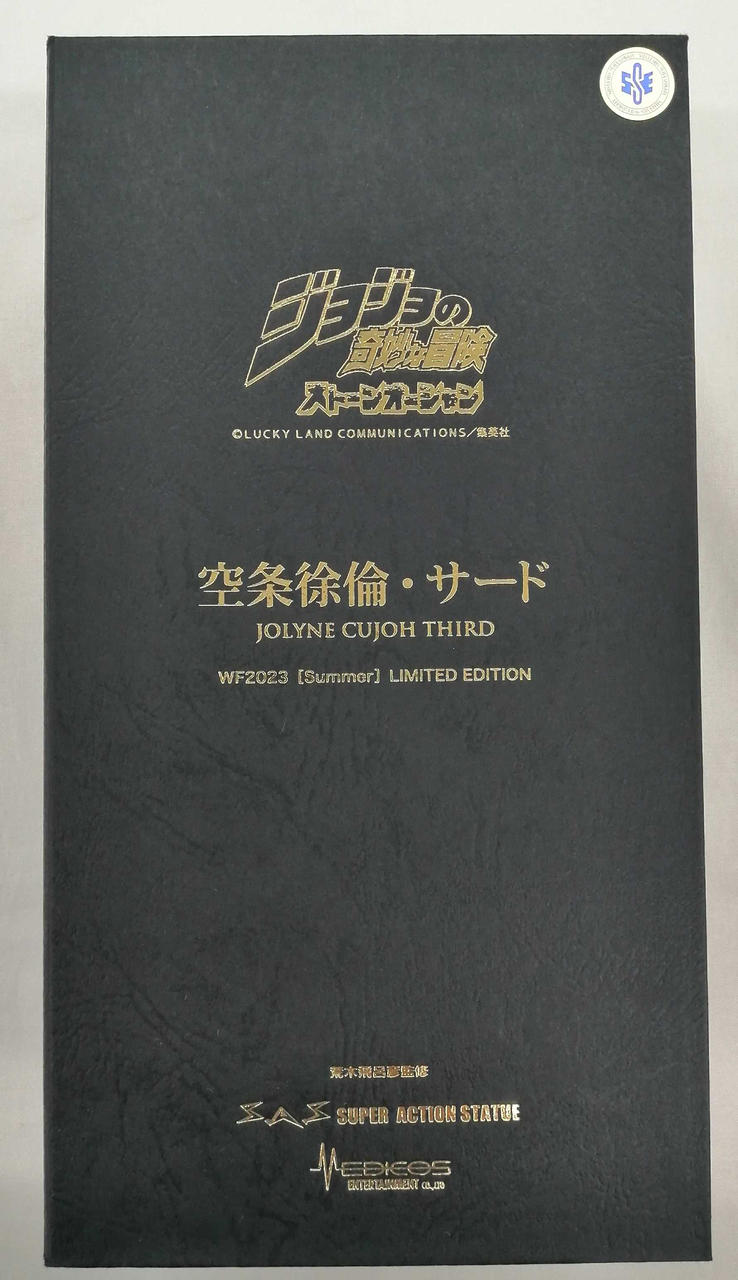 ジョジョの
奇妙な冒険
ストーンオーシャン
©LUCKY LAND COMMUNICATIONS／集英社
空条徐倫・サード
JOLYNE CUJOH THIRD
WF2023 [Summer] LIMITED EDITION
荒木飛呂彦監修
SAS SUPER ACTION STATUE
MEDICOS
ENTERTAINMENT CO.,LTD